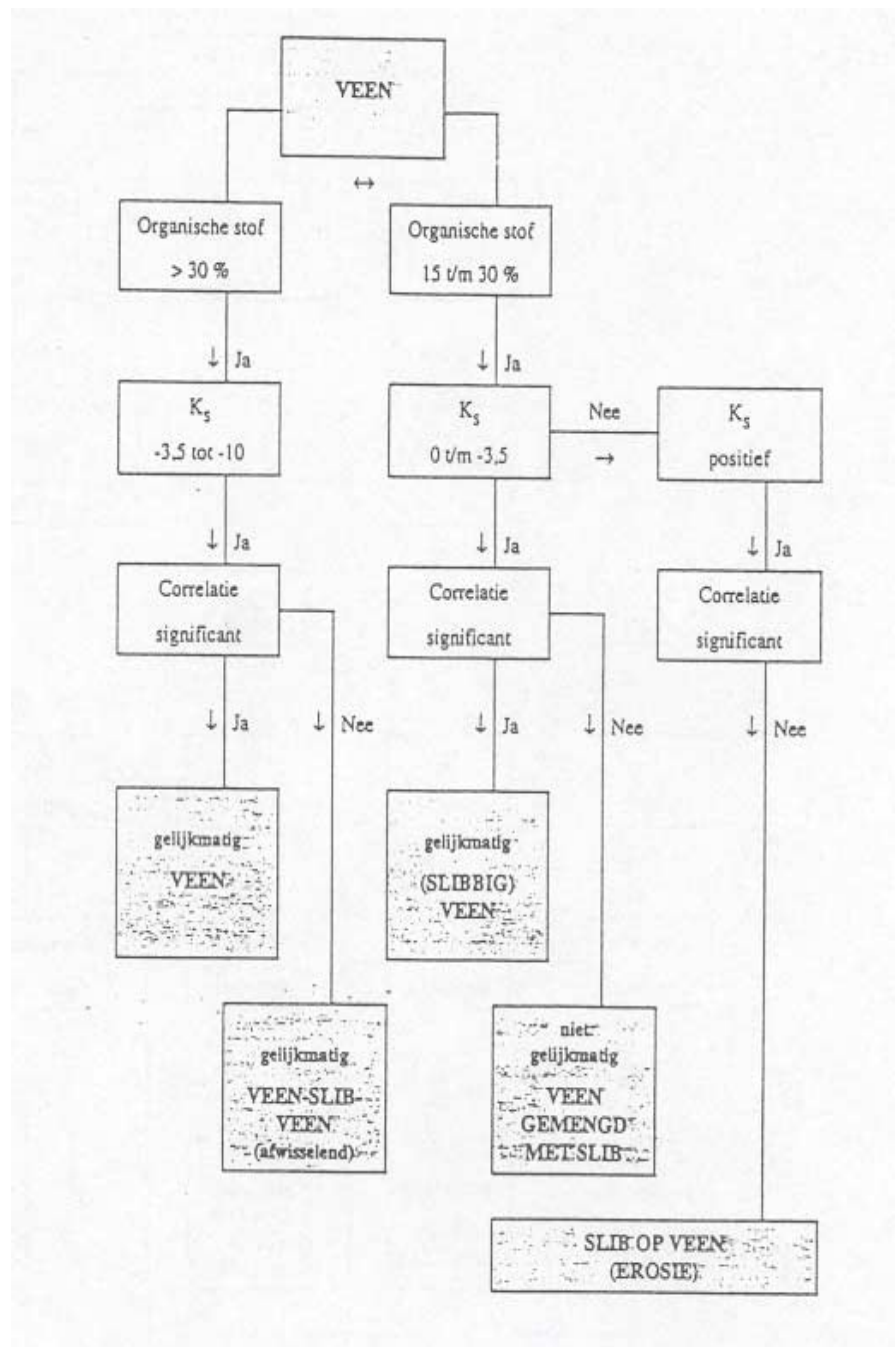 VEEN
↔
Organische stof
> 30 %
Organische stof
15 t/m 30 %
↓ Ja
↓ Ja
Ks
-3,5 tot -10
Ks
0 t/m -3,5
Nee
→
Ks
positief
↓ Ja
↓ Ja
↓ Ja
Correlatie
significant
Correlatie
significant
Correlatie
significant
↓ Ja
↓ Nee
↓ Ja
↓ Nee
↓ Nee
gelijkmatig
VEEN
gelijkmatig
(SLIBBIG)
VEEN
gelijkmatig
VEEN-SLIB-
VEEN
(afwisselend)
niet
gelijkmatig
VEEN
GEMENGD
MET SLIB
SLIB OP VEEN
(EROSIE)